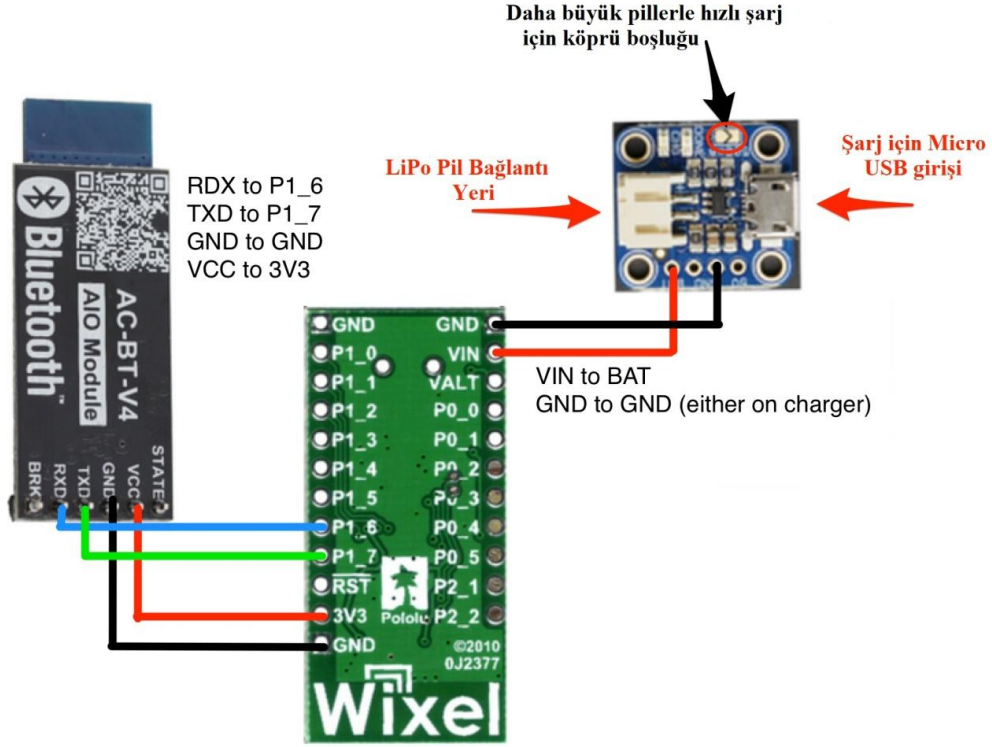 Daha büyük pillerle hızlı şarj
için köprü boşluğu
LiPo Pil Bağlantı
Yeri
Şarj için Micro
USB girişi
RDX to P1_6
TXD to P1_7
GND to GND
VCC to 3V3
Bluetooth™
AIO Module
AC-BT-V4
BRK
RXD
TXD
GND
VCC
STATE
VIN to BAT
GND to GND (either on charger)
GND GND
P1_0 VIN
P1_1 VALT
P1_2 P0_0
P1_3 P0_1
P1_4 P0_2
P1_5 P0_3
P1_6 P0_4
P1_7 P0_5
RST P2_1
3V3 P2_2
GND
Pololu
©2010
0J2377
Wixel